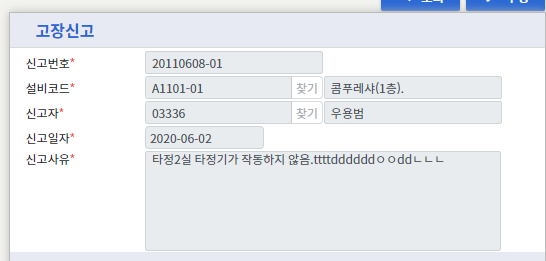 고장신고
신고번호* 20110608-01
설비코드* A1101-01 찾기 콤푸레샤(1층).
신고자* 03336 찾기 우용범
신고일자* 2020-06-02
신고사유* 타정2실 타정기가 작동하지 않음.ttttddddddㅇㅇddㄴㄴㄴ